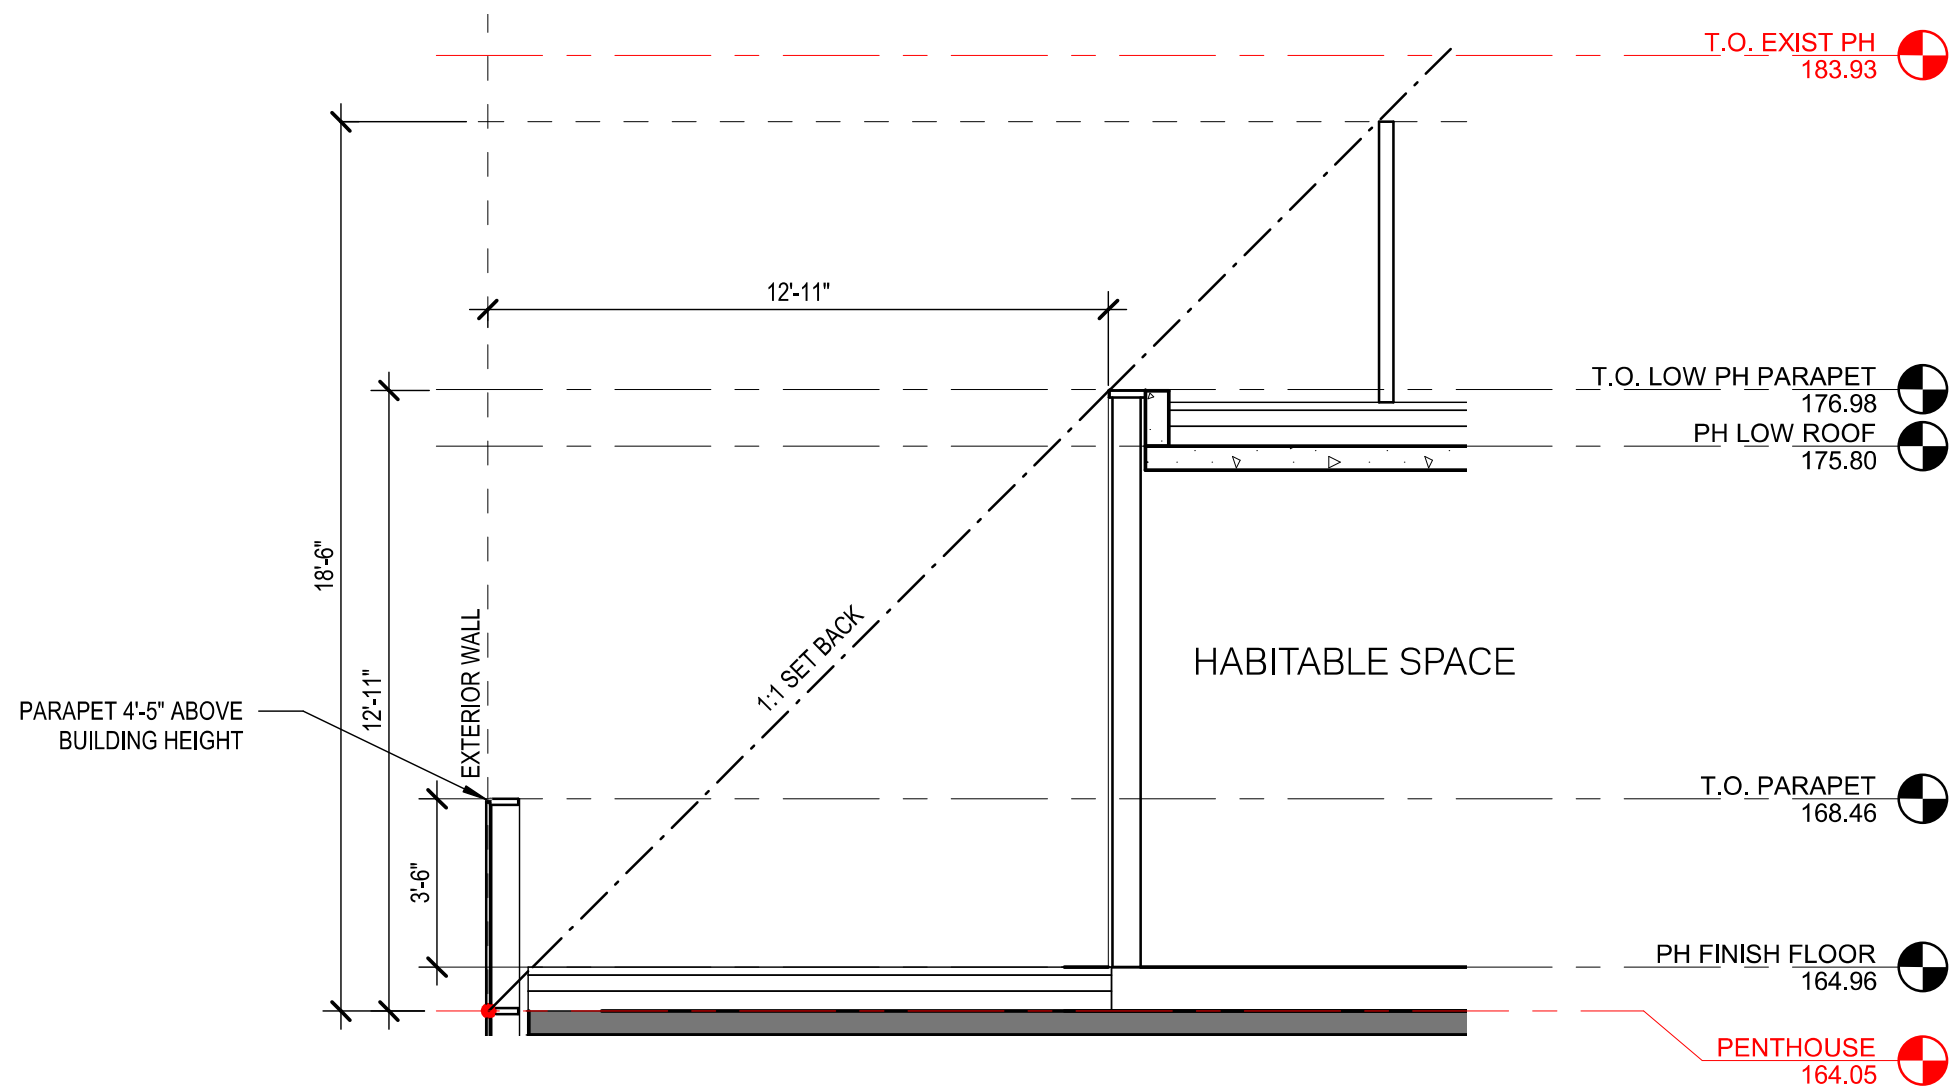 T.O. EXIST PH
183.93
12'-11"
T.O. LOW PH PARAPET
176.98
PH LOW ROOF
175.80
18'-6"
12'-11"
EXTERIOR WALL
1:1 SET BACK
HABITABLE SPACE
PARAPET 4'-5" ABOVE
BUILDING HEIGHT
T.O. PARAPET
168.46
3'-6"
PH FINISH FLOOR
164.96
PENTHOUSE
164.05